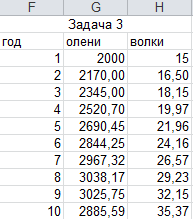 F G H
Задача 3
год олени волки
1 2000 15
2 2170,00 16,50
3 2345,00 18,15
4 2520,70 19,97
5 2690,45 21,96
6 2844,25 24,16
7 2967,32 26,57
8 3038,17 29,23
9 3025,75 32,15
10 2885,59 35,37